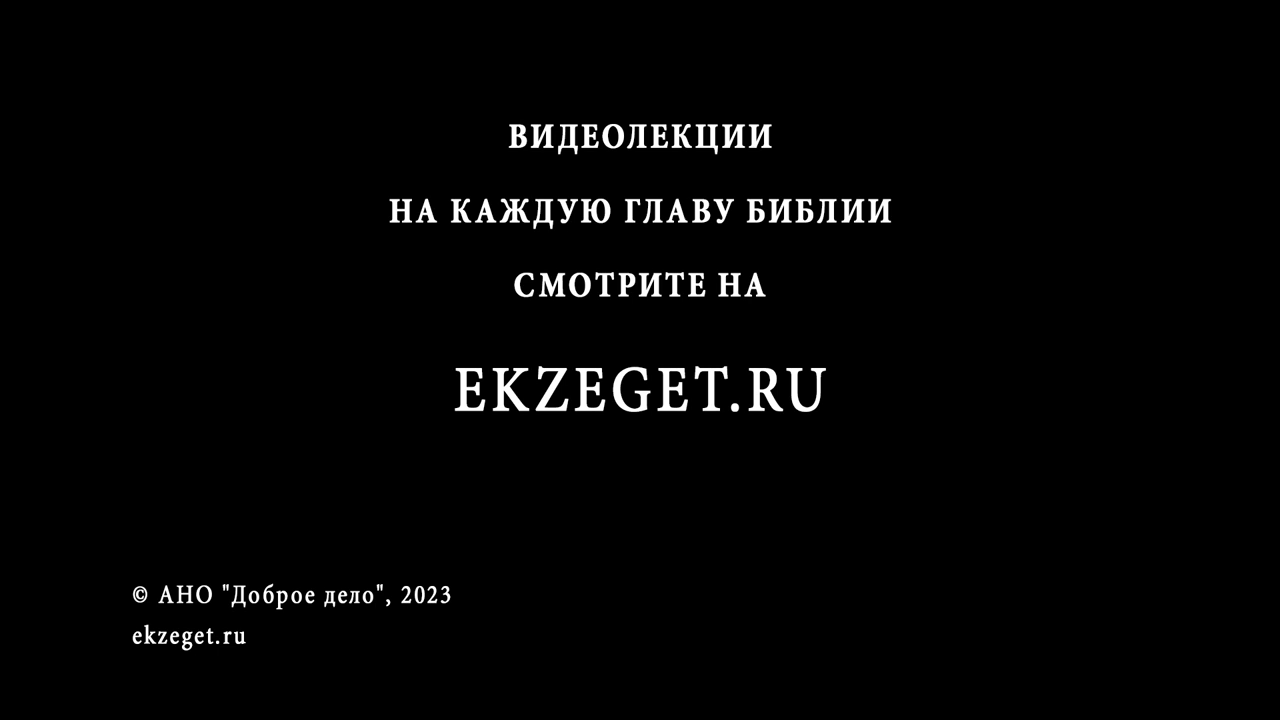 ВИДЕОЛЕКЦИИ
НА КАЖДУЮ ГЛАВУ БИБЛИИ
СМОТРИТЕ НА
EKZEGET.RU
© АНО "Доброе дело", 2023
ekzeget.ru